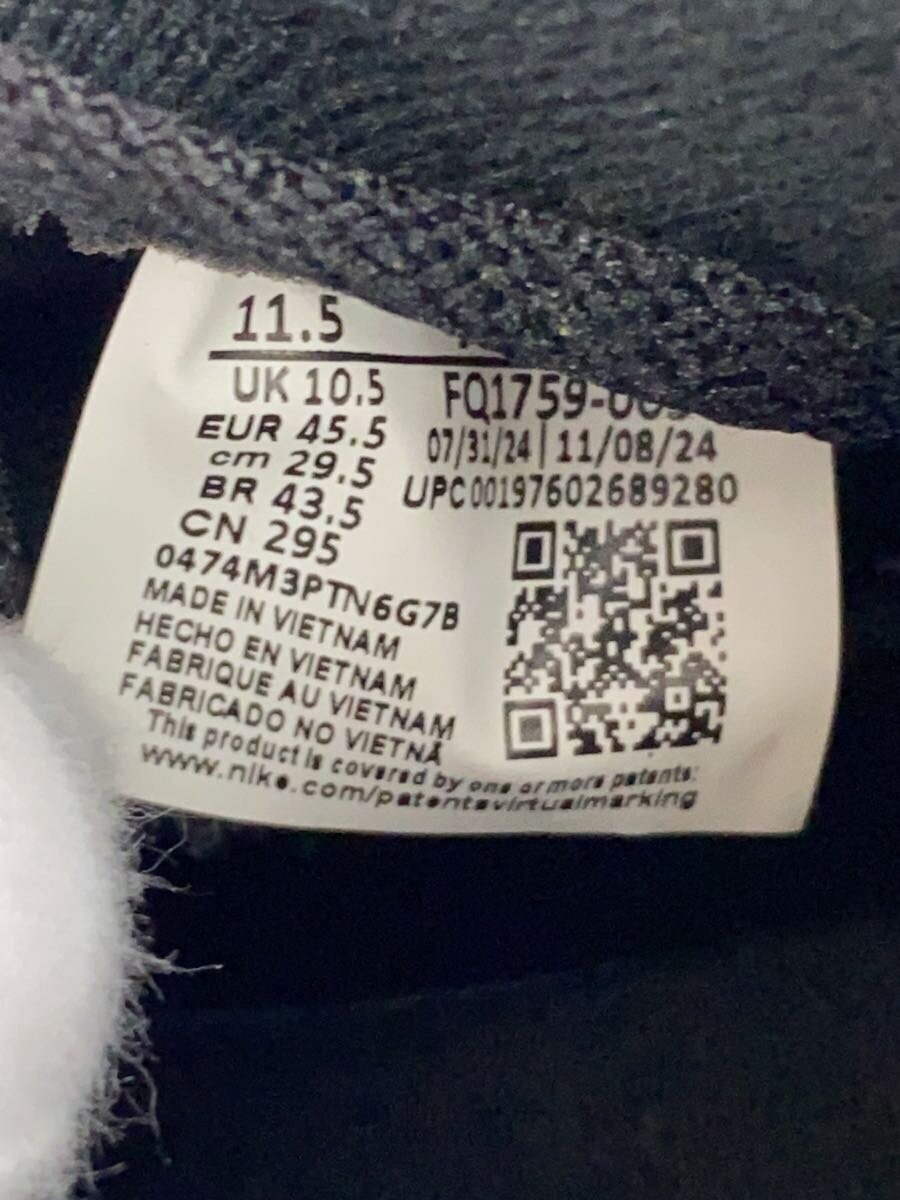 11.5
UK 10.5
EUR 45.5
cm 29.5
BR 43.5
CN 295
FQ1759-00
07/31/24 | 11/08/24
UPC00197602689280
0474M3PTN6G7B
MADE IN VIETNAM
HECHO EN VIETNAM
FABRIQUE AU VIETNAM
FABRICADO NO VIETNÃ
This product is covered by one or more patents:
www.nike.com/patentsvirtualmarking